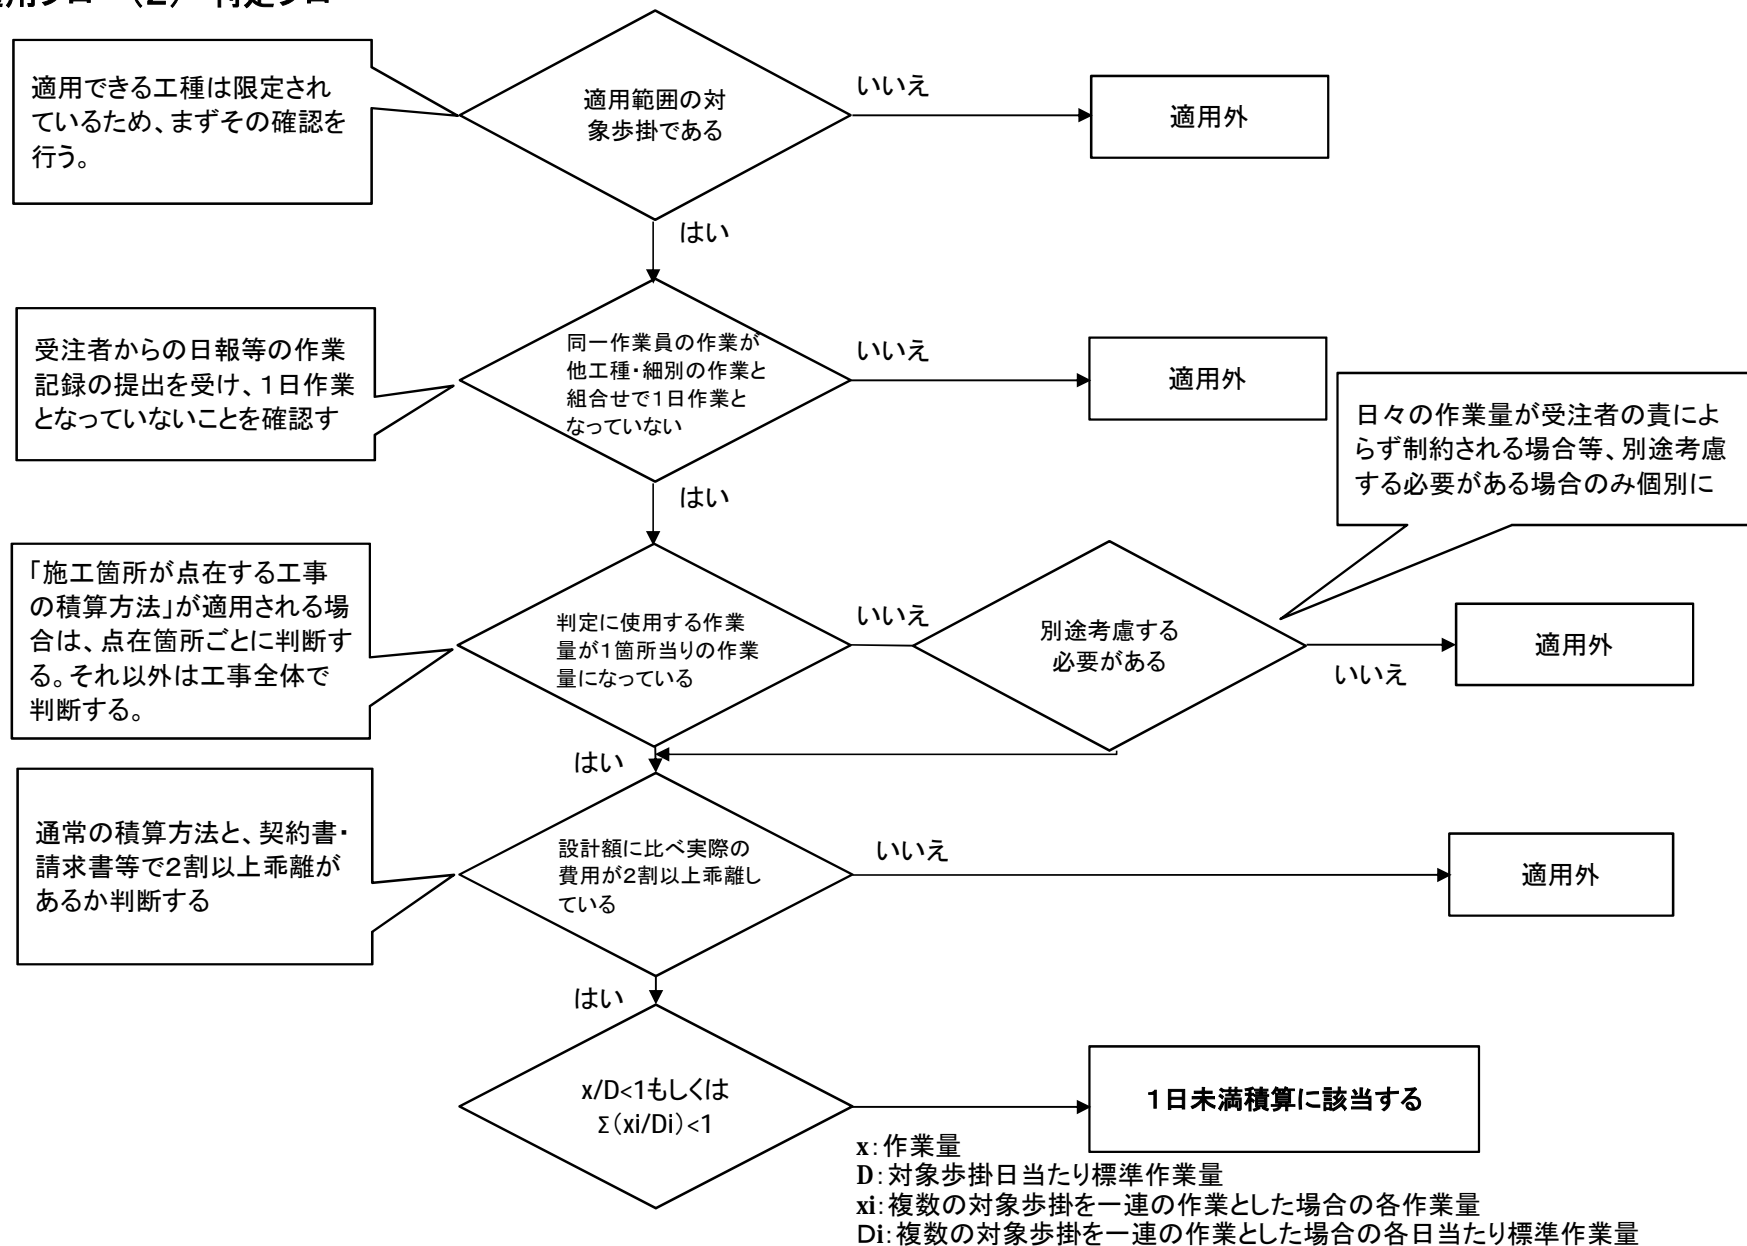 用フロー（２） 判定フロー
適用できる工種は限定され
ているため、まずその確認を
行う。
適用範囲の対
象歩掛である
いいえ
適用外
はい
受注者からの日報等の作業
記録の提出を受け、１日作業
となっていないことを確認す
同一作業員の作業が
他工種・細別の作業と
組合せで１日作業と
なっていない
いいえ
適用外
日々の作業量が受注者の責によ
らず制約される場合等、別途考慮
する必要がある場合のみ個別に
はい
「施工箇所が点在する工事
の積算方法」が適用される場
合は、点在箇所ごとに判断す
る。それ以外は工事全体で
判断する。
判定に使用する作業
量が１箇所当りの作業
量になっている
いいえ
別途考慮する
必要がある
いいえ
適用外
はい
通常の積算方法と、契約書・
請求書等で２割以上乖離が
あるか判断する
設計額に比べ実際の
費用が２割以上乖離し
ている
いいえ
適用外
はい
x/D<1もしくは
Σ（xi/Di）<1
１日未満積算に該当する
x：作業量
D：対象歩掛日当たり標準作業量
xi：複数の対象歩掛を一連の作業とした場合の各作業量
Di：複数の対象歩掛を一連の作業とした場合の各日当たり標準作業量